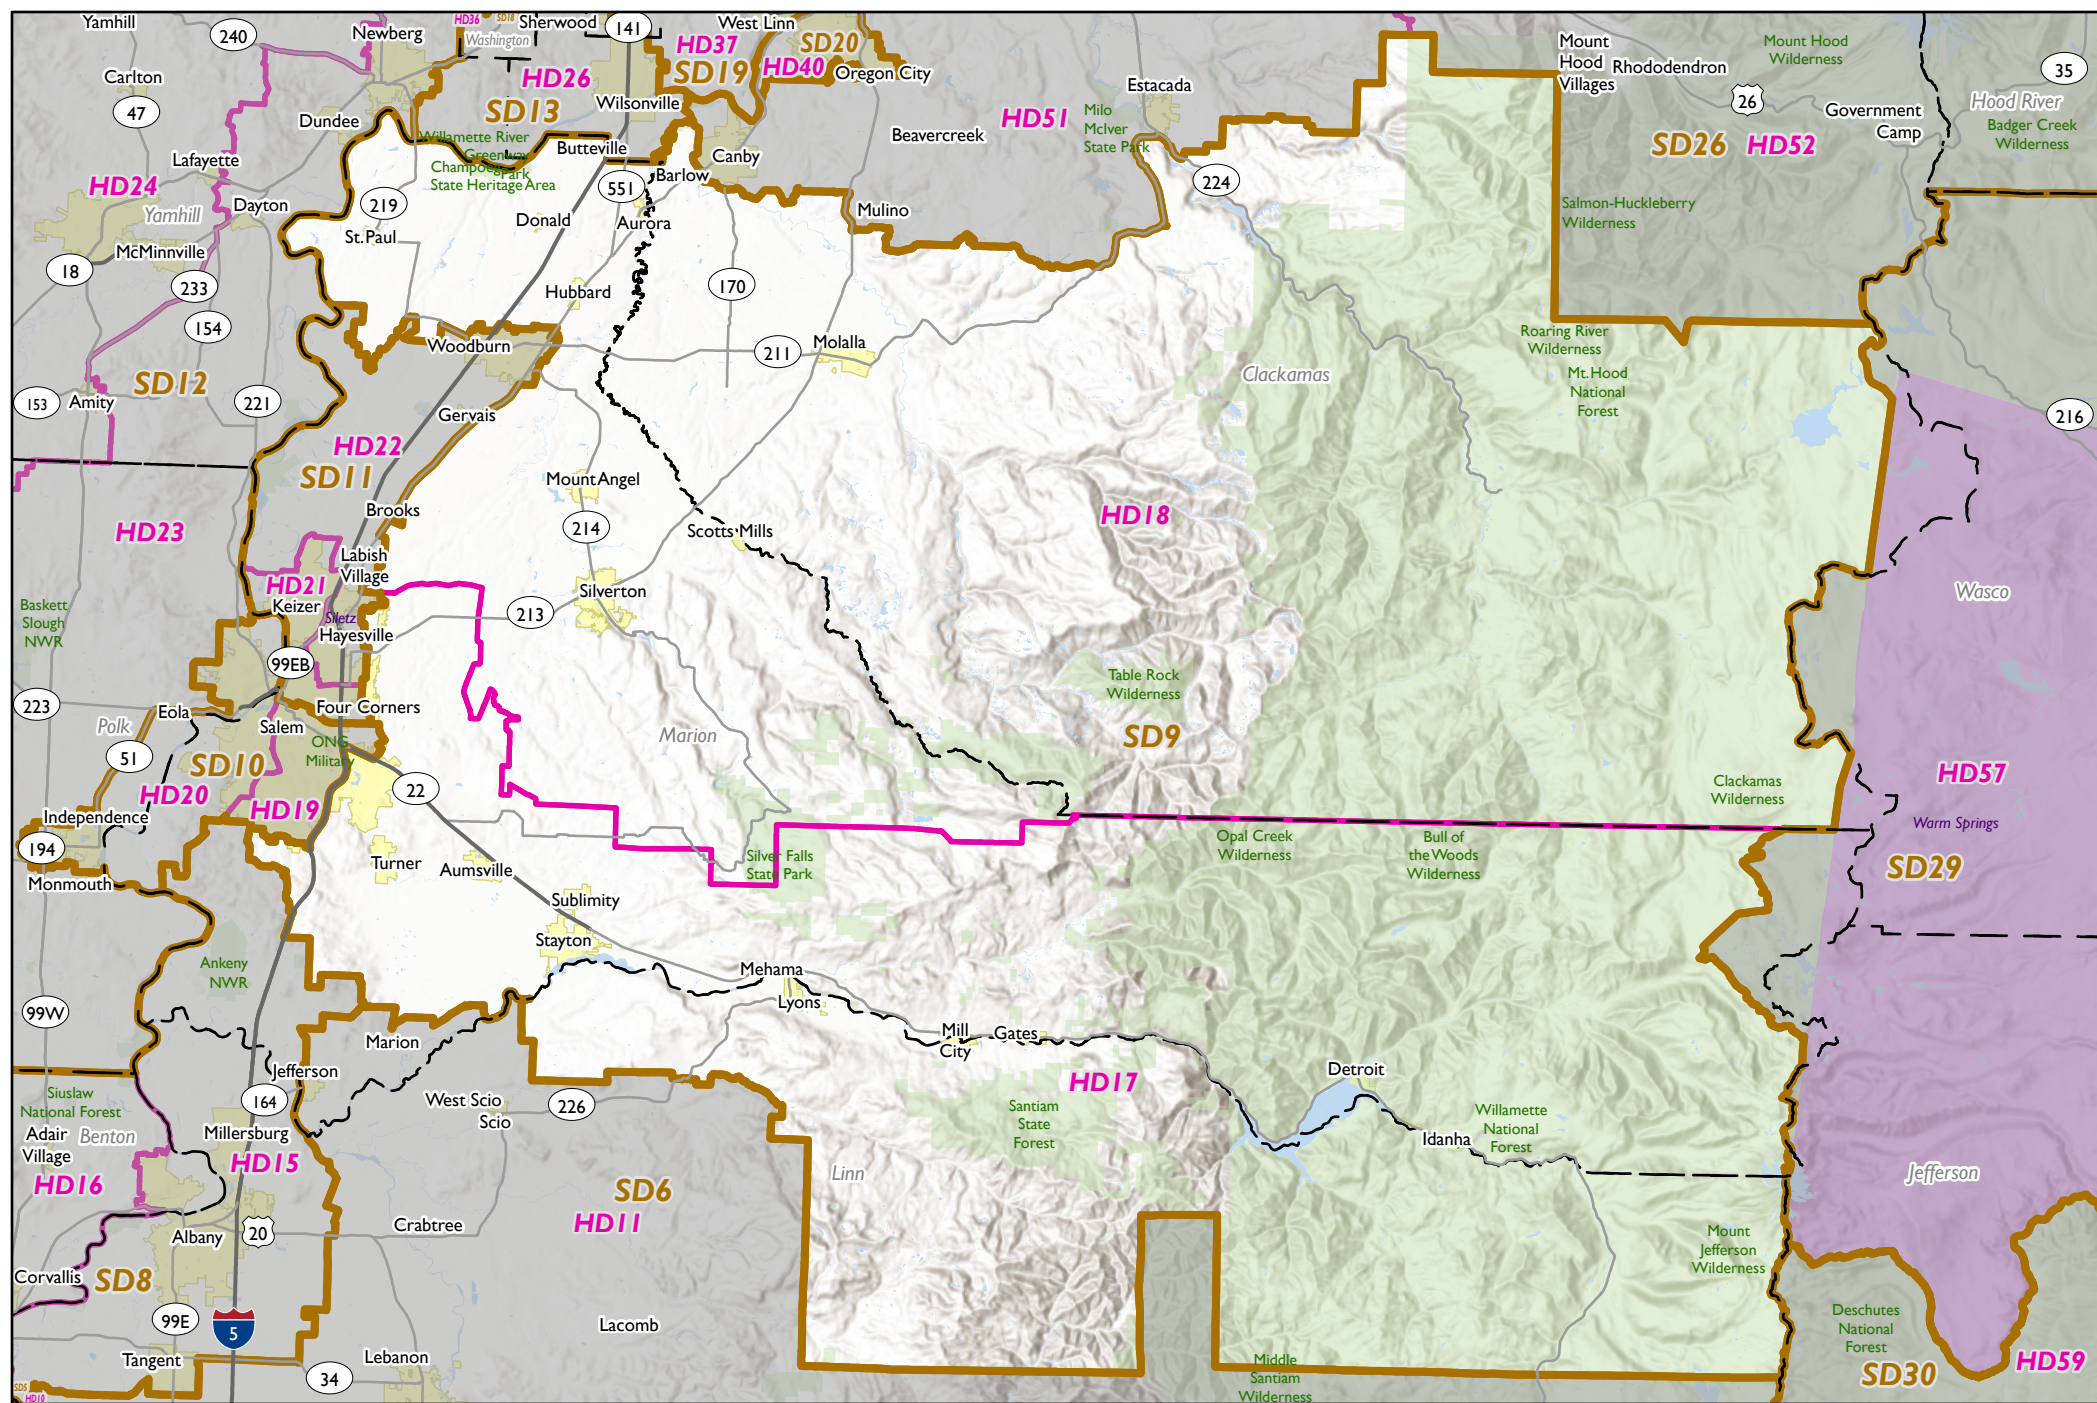 Yamhill
240
Newberg
HD36
SD18
Sherwood
Washington
141
West Linn
HD37
SD19
SD20
HD40
Oregon City
Mount
Hood
Villages
Rhododendron
Mount Hood
Wilderness
35
Carlton
47
HD26
SD13
Wilsonville
Estacada
26
Government
Camp
Hood River
Badger Creek
Wilderness
Dundee
HD51
Milo
McIver
State Park
Beavercreek
SD26
HD52
Lafayette
HD24
Yamhill
Dayton
Willamette River
Greenway
Park
Champoeg
State Heritage Area
Butteville
Canby
Barlow
551
224
219
Donald
Aurora
Mulino
Salmon-Huckleberry
Wilderness
St. Paul
McMinnville
18
233
154
Hubbard
170
Woodburn
211
Molalla
Roaring River
Wilderness
Clackamas
Mt. Hood
National
Forest
SD12
153
Amity
221
Gervais
216
HD22
SD11
Mount Angel
Brooks
HD23
214
Scotts Mills
HD18
Labish
Village
HD21
Keizer
Siletz
Hayesville
Silverton
213
Wasco
Baskett
Slough
NWR
99EB
Table Rock
Wilderness
223
Polk
Eola
Salem
Four Corners
Marion
SD9
51
ONG
Military
SD10
HD20
HD19
22
HD57
Clackamas
Wilderness
Independence
194
Monmouth
Warm Springs
Opal Creek
Wilderness
Bull of
the Woods
Wilderness
Turner
Aumsville
Silver Falls
State Park
SD29
Sublimity
Stayton
Ankeny
NWR
Mehama
Lyons
99W
Marion
Mill
City
Gates
Jefferson
HD17
Detroit
Siuslaw
National Forest
164
West Scio
Scio
226
Santiam
State
Forest
Willamette
National
Forest
Adair
Village
Benton
Millersburg
Idanha
HD15
HD16
Linn
Jefferson
SD6
HD11
20
Albany
Crabtree
Mount
Jefferson
Wilderness
Corvallis
SD8
99E
5
Lacomb
Deschutes
National
Forest
Tangent
Lebanon
34
Middle
Santiam
Wilderness
SD30
HD59
SD5
HD10